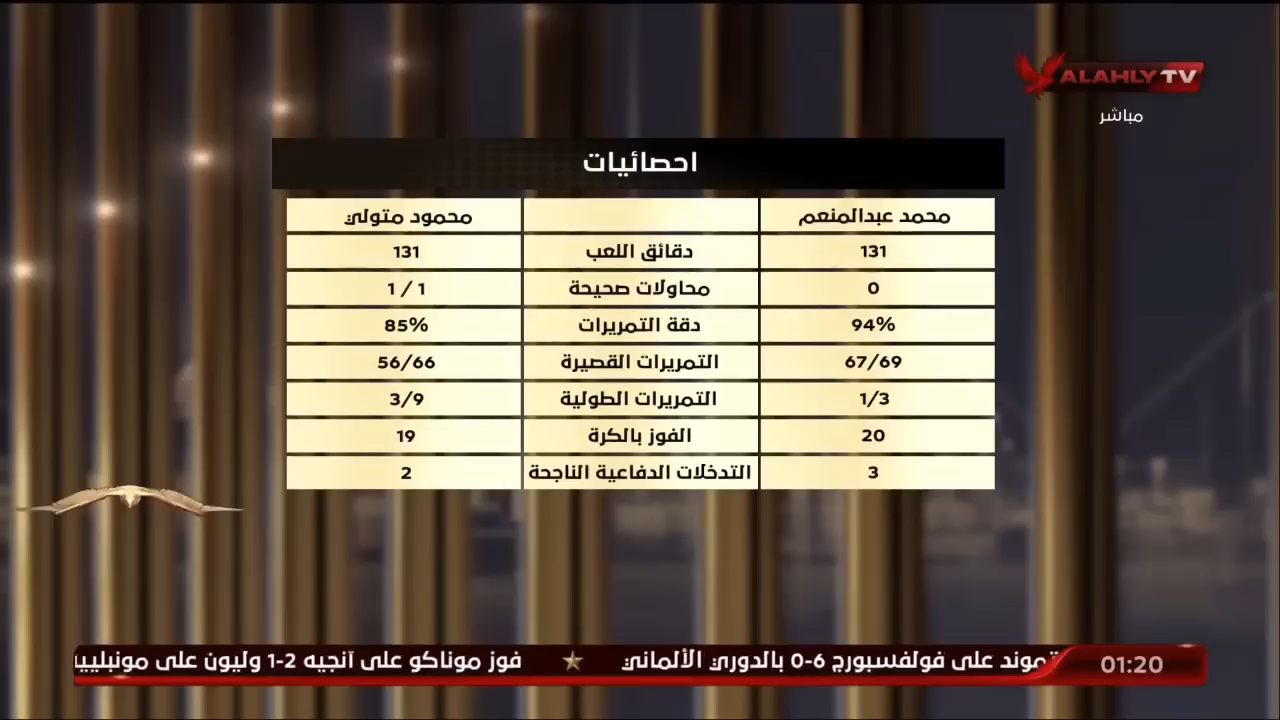 ALAHLY TV
مباشر
احصائيات
محمد عبدالمنعم محمود متولي
131 دقائق اللعب 131
0 محاولات صحيحة 1 / 1
94% دقة التمريرات 85%
67/69 التمريرات القصيرة 56/66
1/3 التمريرات الطولية 3/9
20 الفوز بالكرة 19
3 التدخلات الدفاعية الناجحة 2
01:20
على فولفسبورج 6-0 بالدوري الألماني ★ فوز موناكو على آنجيه 2-1 وليون على